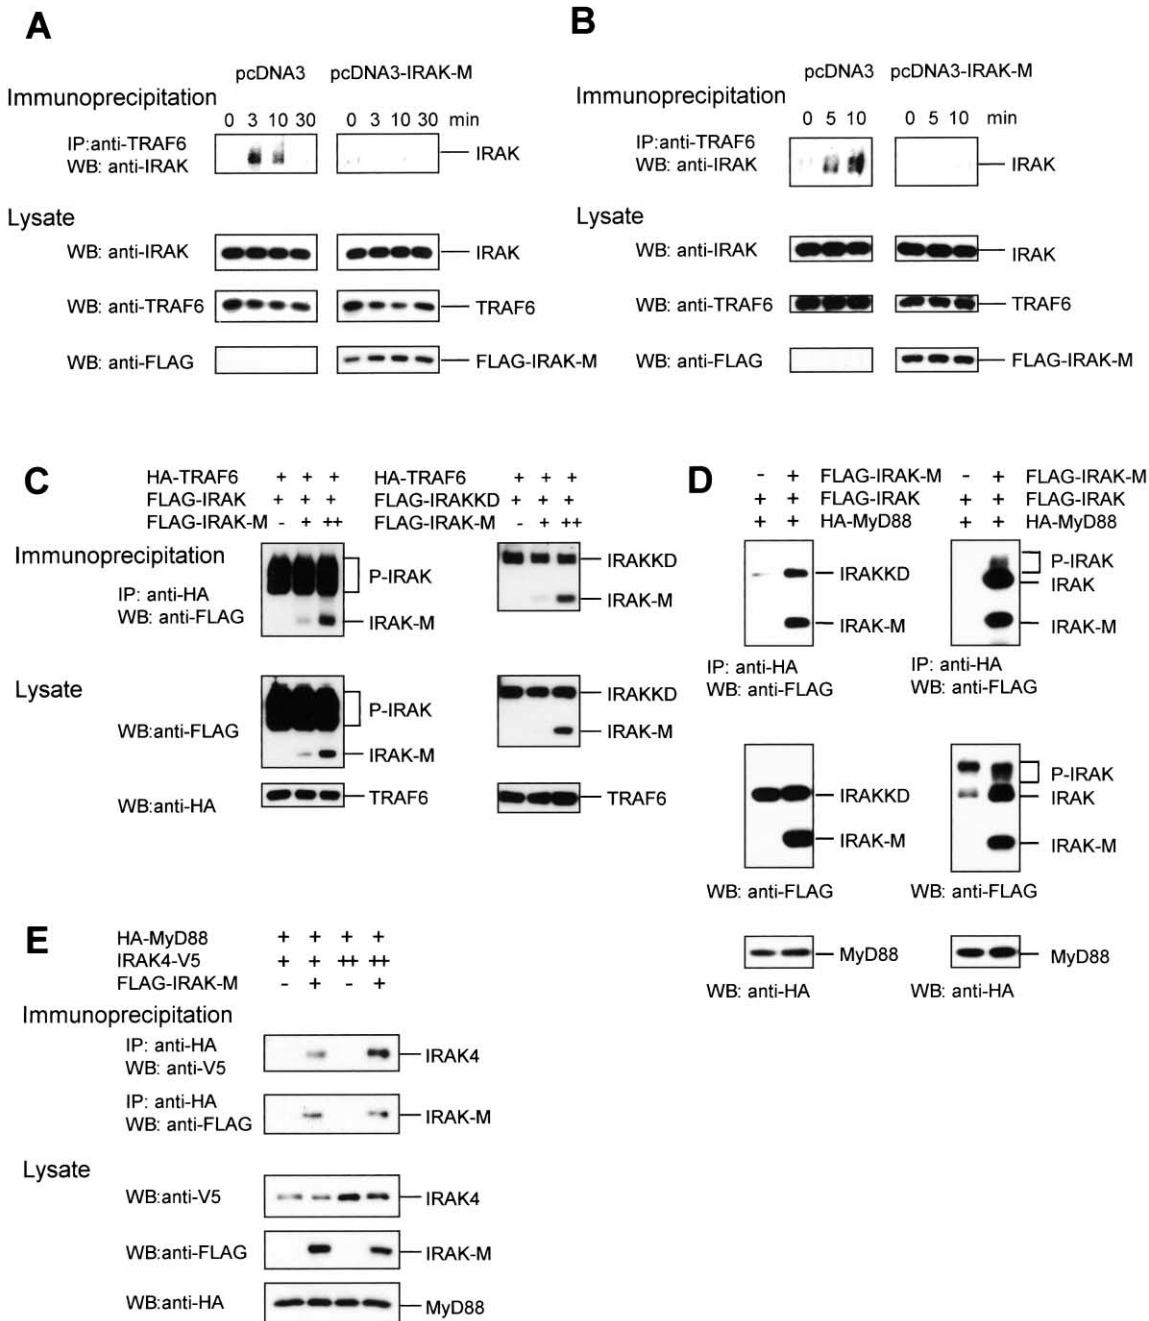 A
pcDNA3 pcDNA3-IRAK-M
Immunoprecipitation
0 3 10 30 0 3 10 30 min
IP:anti-TRAF6
WB: anti-IRAK
IRAK
Lysate
WB: anti-IRAK
IRAK
WB: anti-TRAF6
TRAF6
WB: anti-FLAG
FLAG-IRAK-M
B
pcDNA3 pcDNA3-IRAK-M
Immunoprecipitation
0 5 10 0 5 10 min
IP:anti-TRAF6
WB: anti-IRAK
IRAK
Lysate
WB: anti-IRAK
IRAK
WB: anti-TRAF6
TRAF6
WB: anti-FLAG
FLAG-IRAK-M
C
HA-TRAF6 + + +
FLAG-IRAK + + +
FLAG-IRAK-M - + ++
HA-TRAF6 + + +
FLAG-IRAKKD + + +
FLAG-IRAK-M - + ++
Immunoprecipitation
IP: anti-HA
WB: anti-FLAG
P-IRAK
IRAK-M
IRAKKD
IRAK-M
Lysate
WB:anti-FLAG
P-IRAK
IRAK-M
IRAKKD
IRAK-M
WB:anti-HA
TRAF6
TRAF6
D
- + FLAG-IRAK-M
+ + FLAG-IRAK
+ + HA-MyD88
- + FLAG-IRAK-M
+ + FLAG-IRAK
+ + HA-MyD88
IRAKKD
IRAK-M
IP: anti-HA
WB: anti-FLAG
P-IRAK
IRAK
IRAK-M
IP: anti-HA
WB: anti-FLAG
IRAKKD
IRAK-M
WB: anti-FLAG
P-IRAK
IRAK
IRAK-M
WB: anti-FLAG
MyD88
WB: anti-HA
MyD88
WB: anti-HA
E
HA-MyD88 + + + +
IRAK4-V5 + + ++ ++
FLAG-IRAK-M - + - +
Immunoprecipitation
IP: anti-HA
WB: anti-V5
IRAK4
IP: anti-HA
WB: anti-FLAG
IRAK-M
Lysate
WB:anti-V5
IRAK4
WB:anti-FLAG
IRAK-M
WB:anti-HA
MyD88